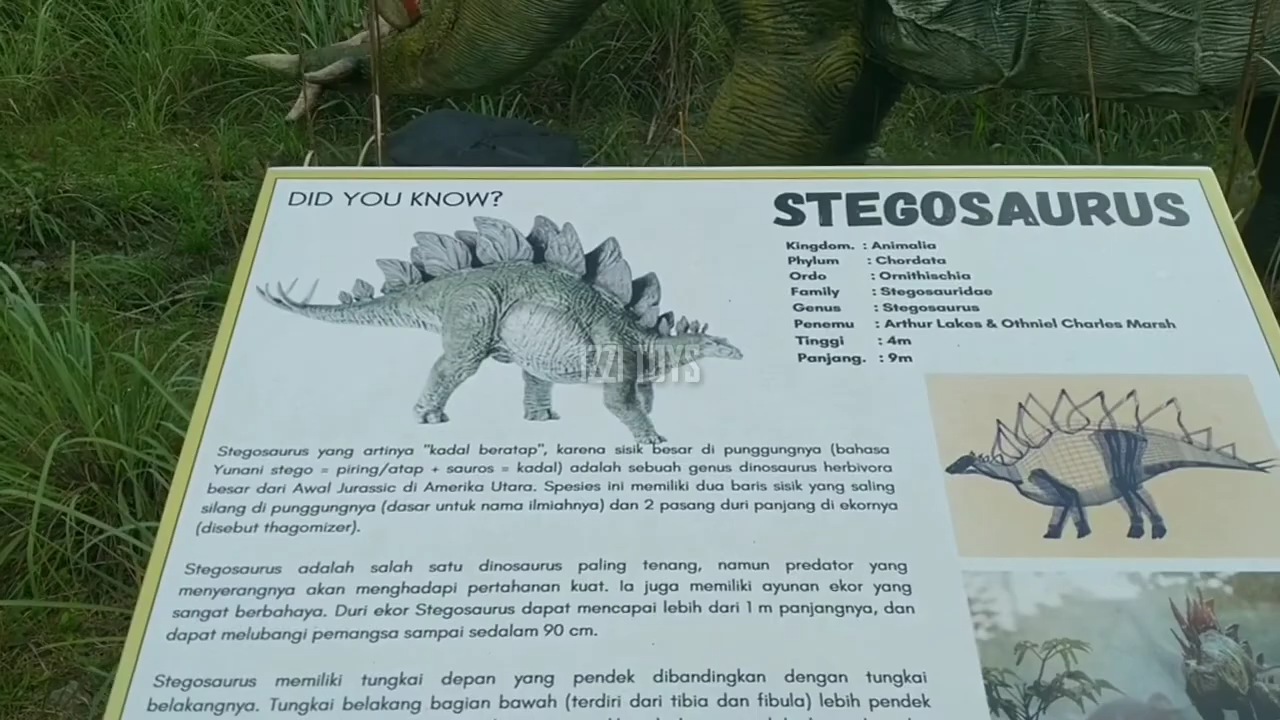 DID YOU KNOW?
STEGOSAURUS
Kingdom. : Animalia
Phylum : Chordata
Ordo : Ornithischia
Family : Stegosauridae
Genus : Stegosaurus
Penemu : Arthur Lakes & Othniel Charles Marsh
Tinggi : 4m
Panjang. : 9m
IZZI TOYS
Stegosaurus yang artinya "kadal beratap", karena sisik besar di punggungnya (bahasa
Yunani stego = piring/atap + sauros = kadal) adalah sebuah genus dinosaurus herbivora
besar dari Awal Jurassic di Amerika Utara. Spesies ini memiliki dua baris sisik yang saling
silang di punggungnya (dasar untuk nama ilmiahnya) dan 2 pasang duri panjang di ekornya
(disebut thagomizer).
Stegosaurus adalah salah satu dinosaurus paling tenang, namun predator yang
menyerangnya akan menghadapi pertahanan kuat. Ia juga memiliki ayunan ekor yang
sangat berbahaya. Duri ekor Stegosaurus dapat mencapai lebih dari 1 m panjangnya, dan
dapat melubangi pemangsa sampai sedalam 90 cm.
Stegosaurus memiliki tungkai depan yang pendek dibandingkan dengan tungkai
belakangnya. Tungkai belakang bagian bawah (terdiri dari tibia dan fibula) lebih pendek